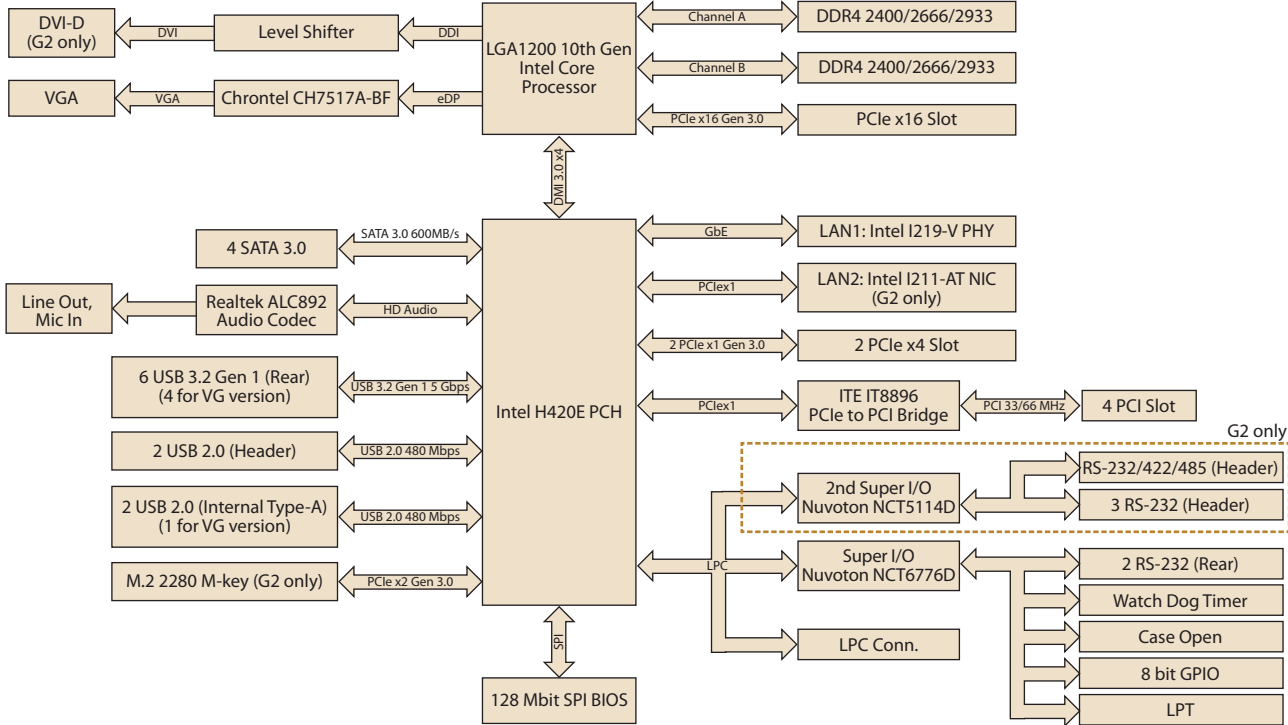 DVI-D
(G2 only)
DVI
Level Shifter
DDI
VGA
VGA
Chrontel CH7517A-BF
eDP
LGA1200 10th Gen
Intel Core
Processor
Channel A
DDR4 2400/2666/2933
Channel B
DDR4 2400/2666/2933
PCIe x16 Gen 3.0
PCIe x16 Slot
DMI 3.0 x4
4 SATA 3.0
SATA 3.0 600MB/s
Line Out,
Mic In
Realtek ALC892
Audio Codec
HD Audio
6 USB 3.2 Gen 1 (Rear)
(4 for VG version)
USB 3.2 Gen 1 5 Gbps
2 USB 2.0 (Header)
USB 2.0 480 Mbps
2 USB 2.0 (Internal Type-A)
(1 for VG version)
USB 2.0 480 Mbps
M.2 2280 M-key (G2 only)
PCIe x2 Gen 3.0
Intel H420E PCH
SPI
128 Mbit SPI BIOS
GbE
LAN1: Intel I219-V PHY
PCIex1
LAN2: Intel I211-AT NIC
(G2 only)
2 PCIe x1 Gen 3.0
2 PCIe x4 Slot
PCIex1
ITE IT8896
PCIe to PCI Bridge
PCI 33/66 MHz
4 PCI Slot
G2 only
2nd Super I/O
Nuvoton NCT5114D
RS-232/422/485 (Header)
3 RS-232 (Header)
LPC
Super I/O
Nuvoton NCT6776D
2 RS-232 (Rear)
Watch Dog Timer
Case Open
8 bit GPIO
LPT
LPC Conn.